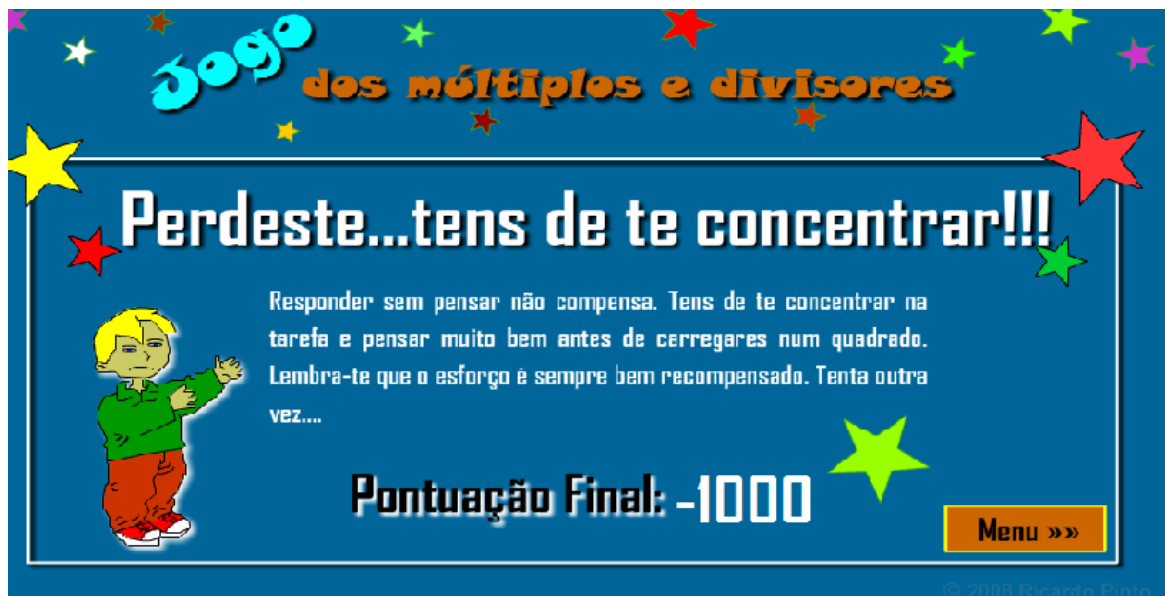 Jogo
dos múltiplos e divisores
Perdeste...tens de te concentrar!!!
Responder sem pensar não compensa. Tens de te concentrar na
tarefa e pensar muito bem antes de carregares num quadrado.
Lembra-te que o esforço é sempre bem recompensado. Tenta outra
vez....
Pontuação Final: -1000
Menu »»
© 2008 Ricardo Pinto